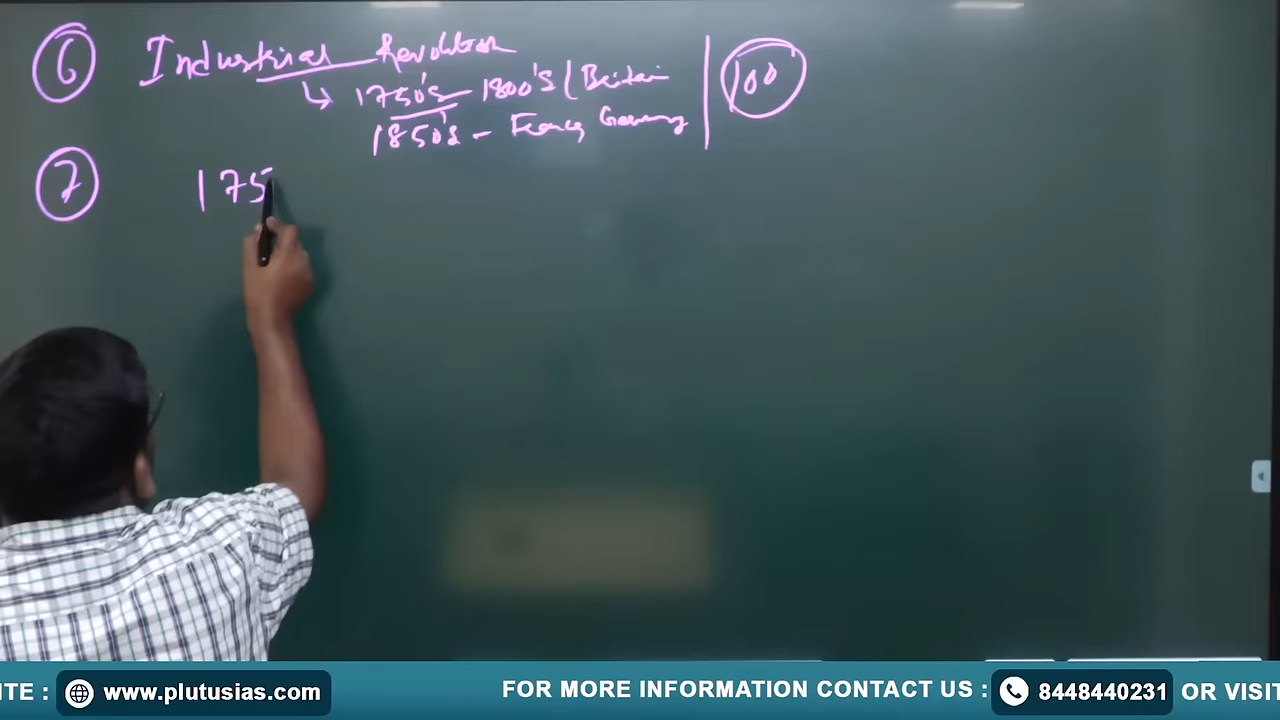 6 Industrial Revolution
↳ 1750's - 1800's ( Britain
1850's - France, Germany
100
7 175
ITE : www.plutusias.com FOR MORE INFORMATION CONTACT US : 8448440231 OR VISIT